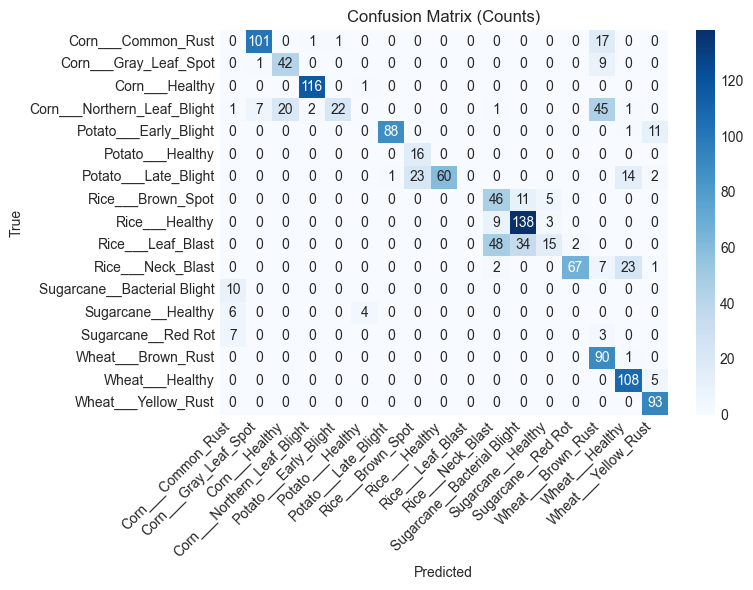 Confusion Matrix (Counts)
True
Corn___Common_Rust 0 101 0 1 1 0 0 0 0 0 0 0 0 0 17 0 0
Corn___Gray_Leaf_Spot 0 1 42 0 0 0 0 0 0 0 0 0 0 0 9 0 0
Corn___Healthy 0 0 0 116 0 1 0 0 0 0 0 0 0 0 0 0 0
Corn___Northern_Leaf_Blight 1 7 20 2 22 0 0 0 0 0 1 0 0 0 45 1 0
Potato___Early_Blight 0 0 0 0 0 0 88 0 0 0 0 0 0 0 0 1 11
Potato___Healthy 0 0 0 0 0 0 0 16 0 0 0 0 0 0 0 0 0
Potato___Late_Blight 0 0 0 0 0 0 1 23 60 0 0 0 0 0 0 14 2
Rice___Brown_Spot 0 0 0 0 0 0 0 0 0 0 46 11 5 0 0 0 0
Rice___Healthy 0 0 0 0 0 0 0 0 0 0 9 138 3 0 0 0 0
Rice___Leaf_Blast 0 0 0 0 0 0 0 0 0 0 48 34 15 2 0 0 0
Rice___Neck_Blast 0 0 0 0 0 0 0 0 0 0 2 0 0 67 7 23 1
Sugarcane__Bacterial Blight 10 0 0 0 0 0 0 0 0 0 0 0 0 0 0 0 0
Sugarcane__Healthy 6 0 0 0 0 4 0 0 0 0 0 0 0 0 0 0 0
Sugarcane__Red Rot 7 0 0 0 0 0 0 0 0 0 0 0 0 0 3 0 0
Wheat___Brown_Rust 0 0 0 0 0 0 0 0 0 0 0 0 0 0 90 1 0
Wheat___Healthy 0 0 0 0 0 0 0 0 0 0 0 0 0 0 0 108 5
Wheat___Yellow_Rust 0 0 0 0 0 0 0 0 0 0 0 0 0 0 0 0 93
Corn___Common_Rust
Corn___Gray_Leaf_Spot
Corn___Healthy
Corn___Northern_Leaf_Blight
Potato___Early_Blight
Potato___Healthy
Potato___Late_Blight
Rice___Brown_Spot
Rice___Healthy
Rice___Leaf_Blast
Rice___Neck_Blast
Sugarcane__Bacterial Blight
Sugarcane__Healthy
Sugarcane__Red Rot
Wheat___Brown_Rust
Wheat___Healthy
Wheat___Yellow_Rust
Predicted
120
100
80
60
40
20
0